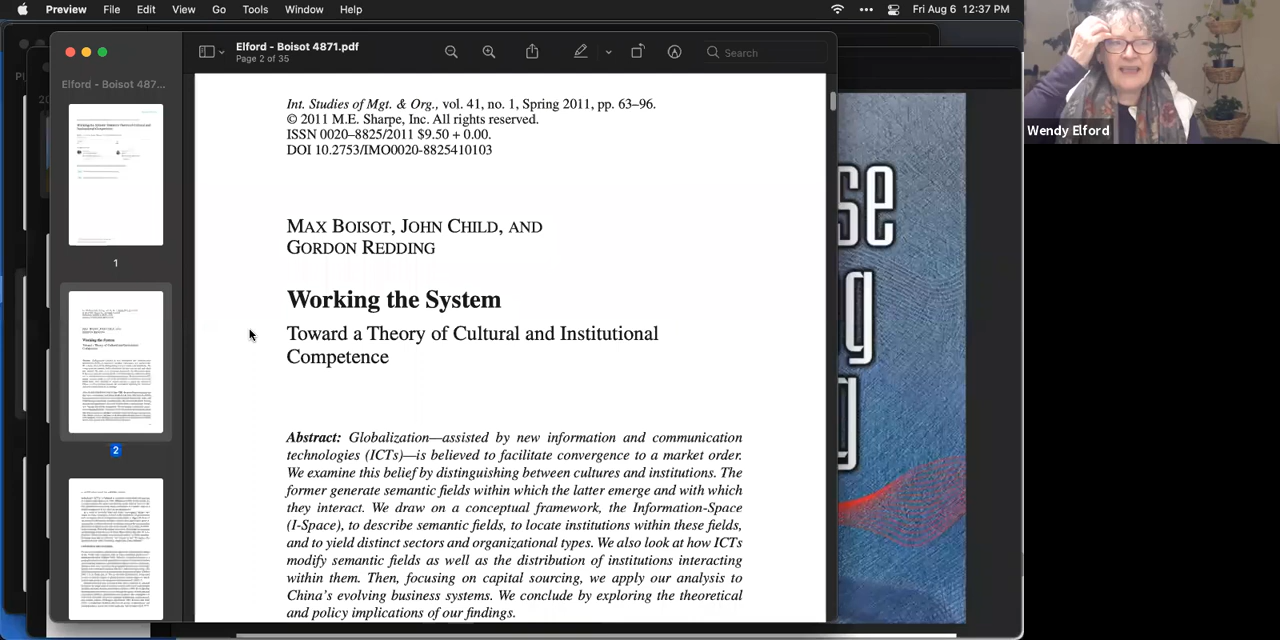 Preview File Edit View Go Tools Window Help Fri Aug 6 12:37 PM
Elford - Boisot 4871.pdf
Page 2 of 35
Search
Elford - Boisot 487...
1
2
Int. Studies of Mgt. & Org., vol. 41, no. 1, Spring 2011, pp. 63–96.
© 2011 M.E. Sharpe, Inc. All rights reserved.
ISSN 0020–8825/2011 $9.50 + 0.00.
DOI 10.2753/IMO0020-8825410103
MAX BOISOT, JOHN CHILD, AND
GORDON REDDING
Working the System
Toward a Theory of Cultural and Institutional
Competence
Abstract: Globalization—assisted by new information and communication
technologies (ICTs)—is believed to facilitate convergence to a market order.
We examine this belief by distinguishing between cultures and institutions. The
former generate semantic fields within which the latter emerge and with which
they interact. We draw on a conceptual framework, the Information-Space
(I-Space), to explore semantic fields, locate institutions within these fields,
and to yield both sectoral and organizational
We also look at how ICTs
modify semantic fields as well as the behavior of institutions interacting
within them. In focusing on capital raising, we apply our analysis to
China's evolving business systems. We conclude by exploring the theoretical
and policy implications of our findings.
Wendy Elford
se
g